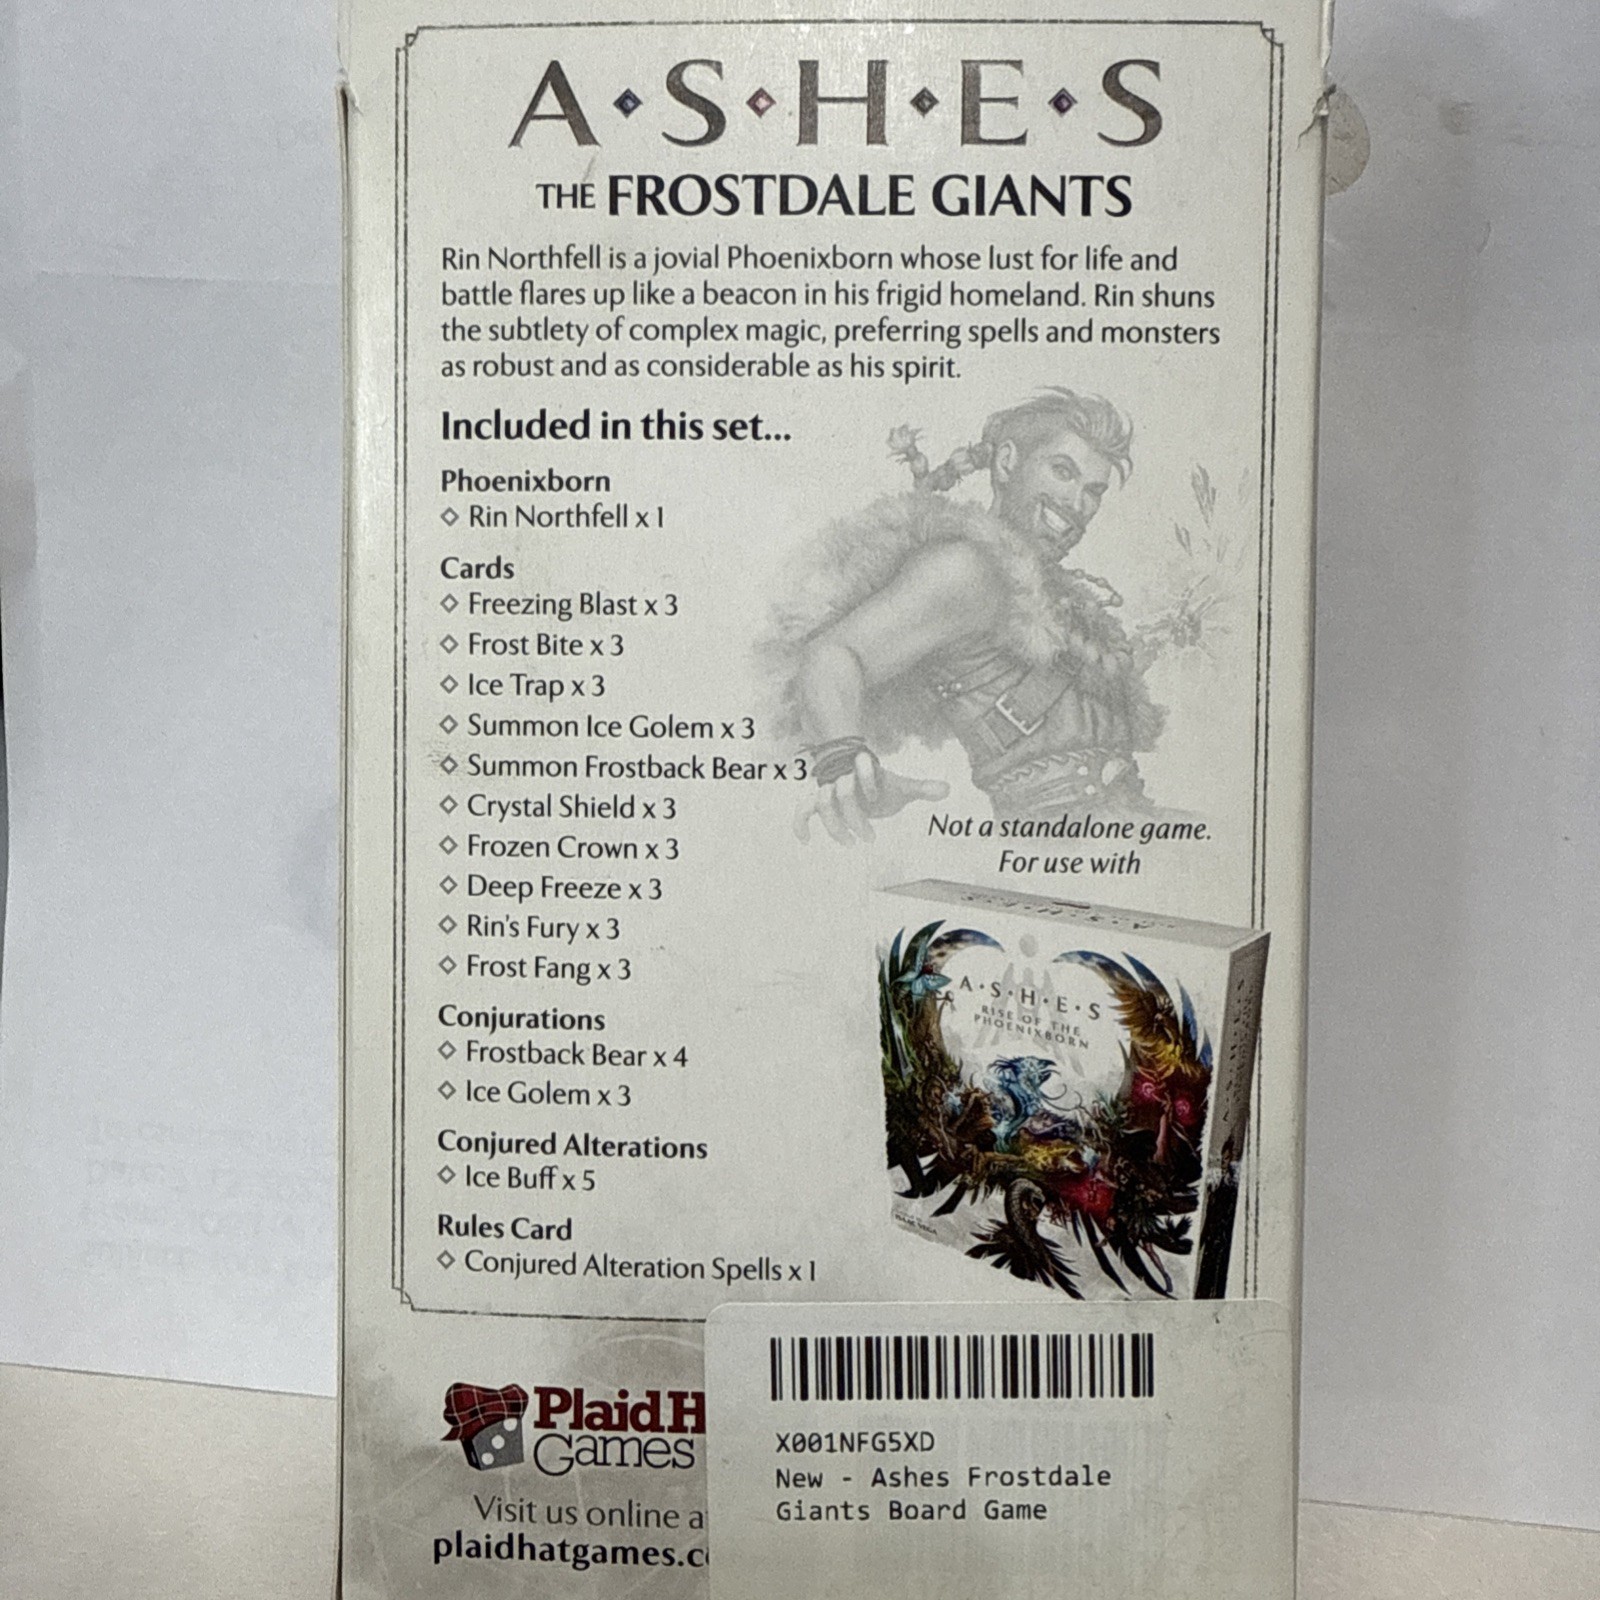 A·S·H·E·S
THE FROSTDALE GIANTS
Rin Northfell is a jovial Phoenixborn whose lust for life and
battle flares up like a beacon in his frigid homeland. Rin shuns
the subtlety of complex magic, preferring spells and monsters
as robust and as considerable as his spirit.
Included in this set...
Phoenixborn
◇ Rin Northfell x 1
Cards
◇ Freezing Blast x 3
◇ Frost Bite x 3
◇ Ice Trap x 3
◇ Summon Ice Golem x 3
◇ Summon Frostback Bear x 3
◇ Crystal Shield x 3
◇ Frozen Crown x 3
◇ Deep Freeze x 3
◇ Rin's Fury x 3
◇ Frost Fang x 3
Conjurations
◇ Frostback Bear x 4
◇ Ice Golem x 3
Conjured Alterations
◇ Ice Buff x 5
Rules Card
◇ Conjured Alteration Spells x 1
Not a standalone game.
For use with
A·S·H·E·S
RISE OF THE
PHOENIXBORN
Plaid H
Games
Visit us online a
plaidhatgames.c
X001NFG5XD
New - Ashes Frostdale
Giants Board Game